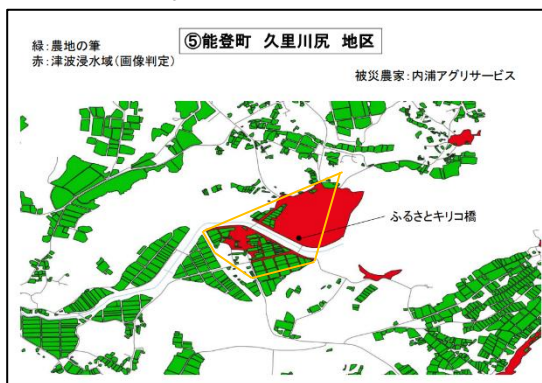 ⑤能登町 久里川尻 地区
緑:農地の筆
赤:津波浸水域(画像判定)
被災農家:内浦アグリサービス
ふるさとキリコ橋